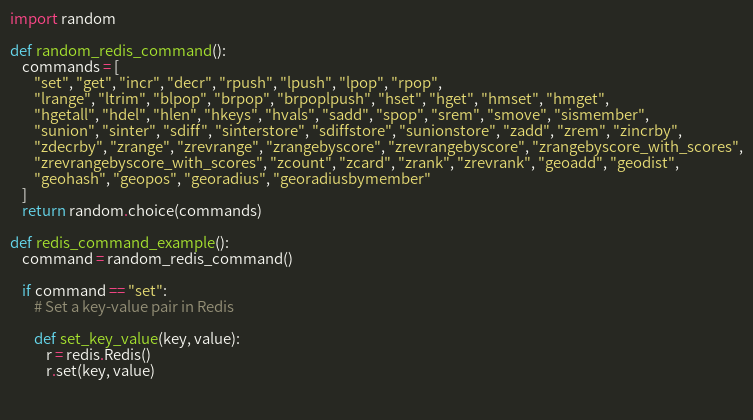 import random
def random_redis_command():
commands = [
"set", "get", "incr", "decr", "rpush", "lpush", "lpop", "rpop",
"lrange", "ltrim", "blpop", "brpop", "brpoplpush", "hset", "hget", "hmset", "hmget",
"hgetall", "hdel", "hlen", "hkeys", "hvals", "sadd", "spop", "srem", "smove", "sismember",
"sunion", "sinter", "sdiff", "sinterstore", "sdiffstore", "sunionstore", "zadd", "zrem", "zincrby",
"zdecrby", "zrange", "zrevrange", "zrangebyscore", "zrevrangebyscore", "zrangebyscore_with_scores",
"zrevrangebyscore_with_scores", "zcount", "zcard", "zrank", "zrevrank", "geoadd", "geodist",
"geohash", "geopos", "georadius", "georadiusbymember"
]
return random.choice(commands)
def redis_command_example():
command = random_redis_command()
if command == "set":
# Set a key-value pair in Redis
def set_key_value(key, value):
r = redis.Redis()
r.set(key, value)